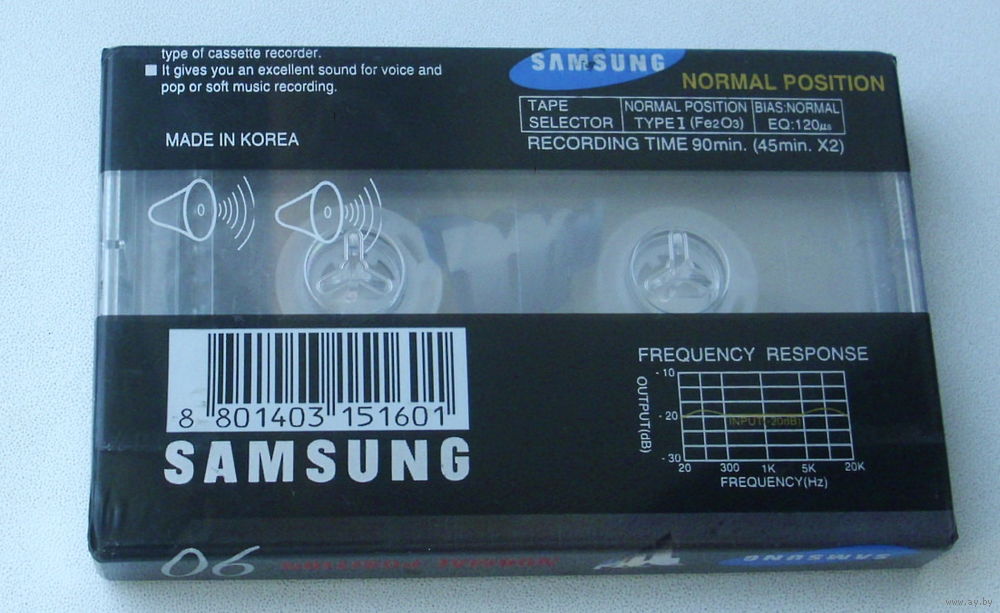 type of cassette recorder.
■ It gives you an excellent sound for voice and
pop or soft music recording.
MADE IN KOREA
SAMSUNG
NORMAL POSITION
TAPE SELECTOR
NORMAL POSITION TYPE I (Fe2O3)
BIAS:NORMAL EQ:120µs
RECORDING TIME 90min. (45min. X2)
8 801403 151601
SAMSUNG
FREQUENCY RESPONSE
OUTPUT(dB)
- 10
- 20
- 30
INPUT(-20dB)
20 300 1K 5K 20K
FREQUENCY(Hz)
90
SAMSUNG
www.ay.by